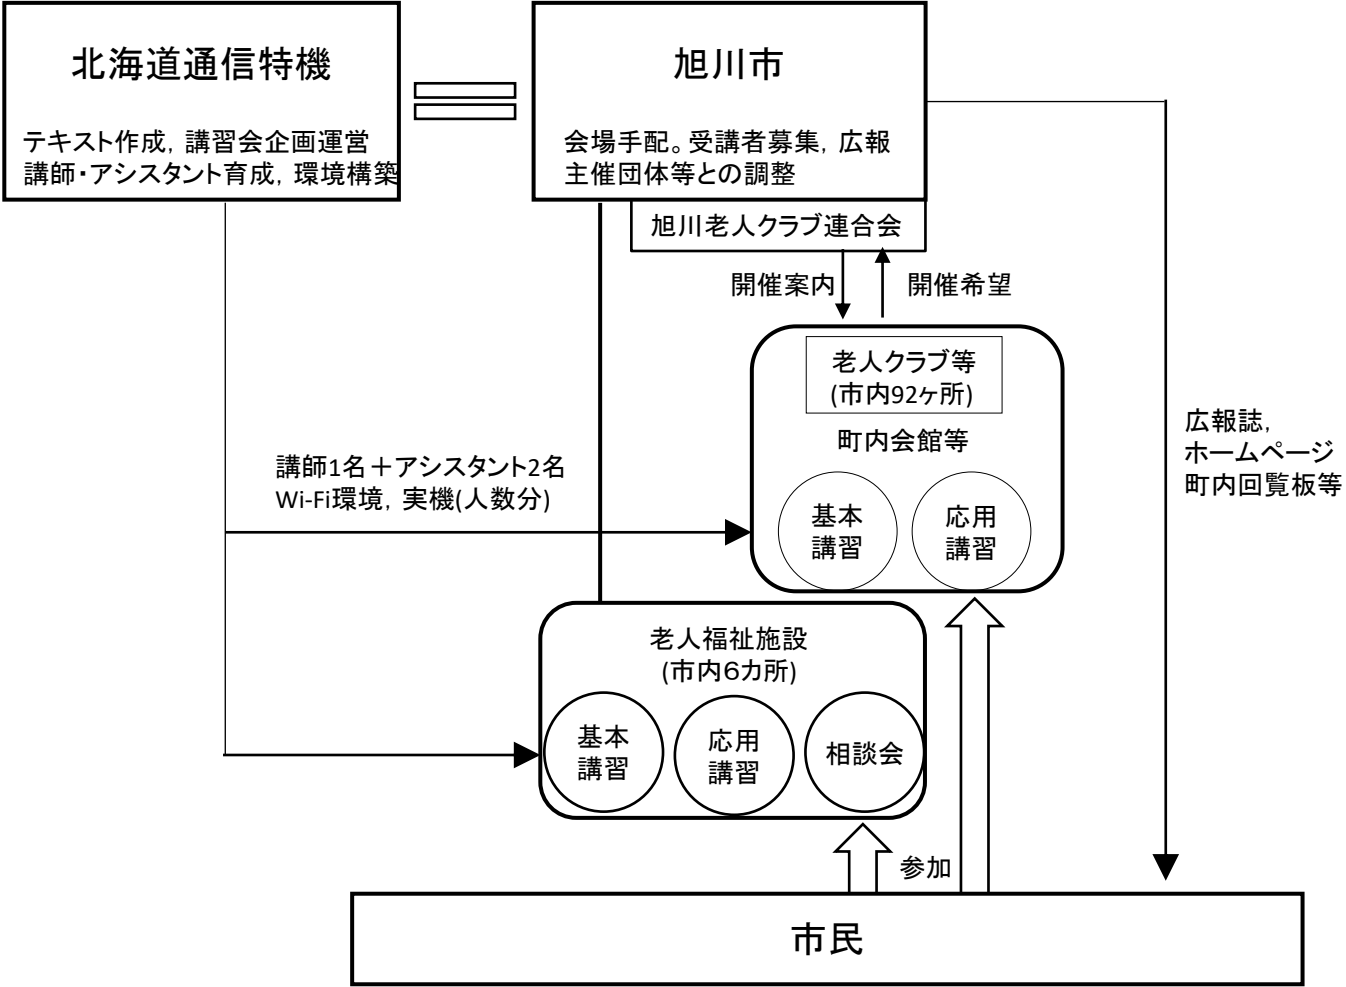 北海道通信特機
テキスト作成，講習会企画運営
講師・アシスタント育成，環境構築
旭川市
会場手配。受講者募集，広報
主催団体等との調整
旭川老人クラブ連合会
開催案内
開催希望
老人クラブ等
(市内92ヶ所)
町内会館等
基本
講習
応用
講習
広報誌，
ホームページ
町内回覧板等
講師1名＋アシスタント2名
Wi-Fi環境，実機(人数分)
老人福祉施設
(市内６カ所)
基本
講習
応用
講習
相談会
参加
市民